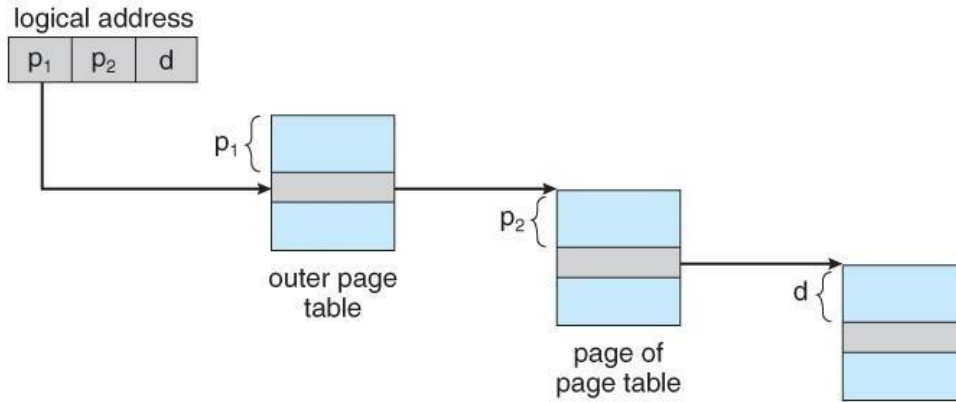 logical address
p₁ p₂ d
p₁
outer page
table
p₂
page of
page table
d